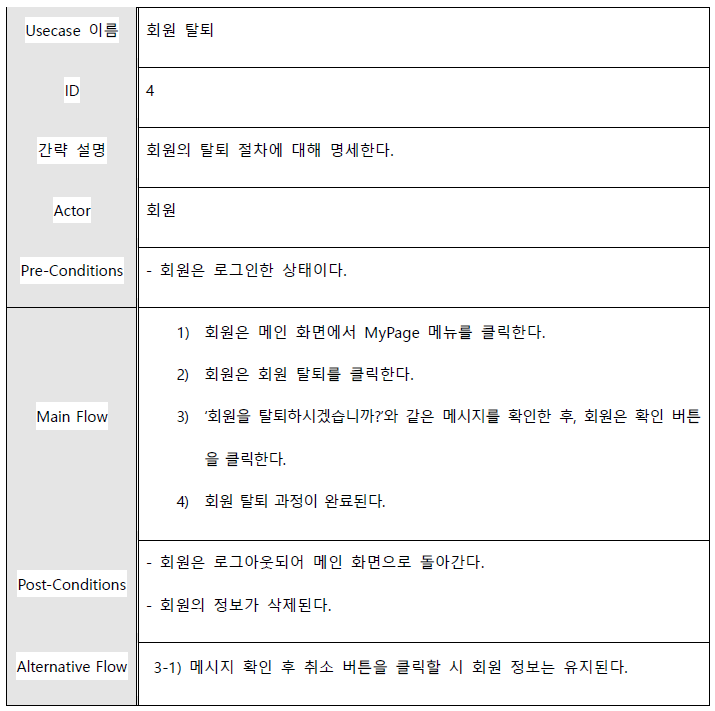 Usecase 이름
회원 탈퇴
ID
4
간략 설명
회원의 탈퇴 절차에 대해 명세한다.
Actor
회원
Pre-Conditions
- 회원은 로그인한 상태이다.
Main Flow
1) 회원은 메인 화면에서 MyPage 메뉴를 클릭한다.
2) 회원은 회원 탈퇴를 클릭한다.
3) ‘회원을 탈퇴하시겠습니까?’와 같은 메시지를 확인한 후, 회원은 확인 버튼
을 클릭한다.
4) 회원 탈퇴 과정이 완료된다.
Post-Conditions
- 회원은 로그아웃되어 메인 화면으로 돌아간다.
- 회원의 정보가 삭제된다.
Alternative Flow
3-1) 메시지 확인 후 취소 버튼을 클릭할 시 회원 정보는 유지된다.